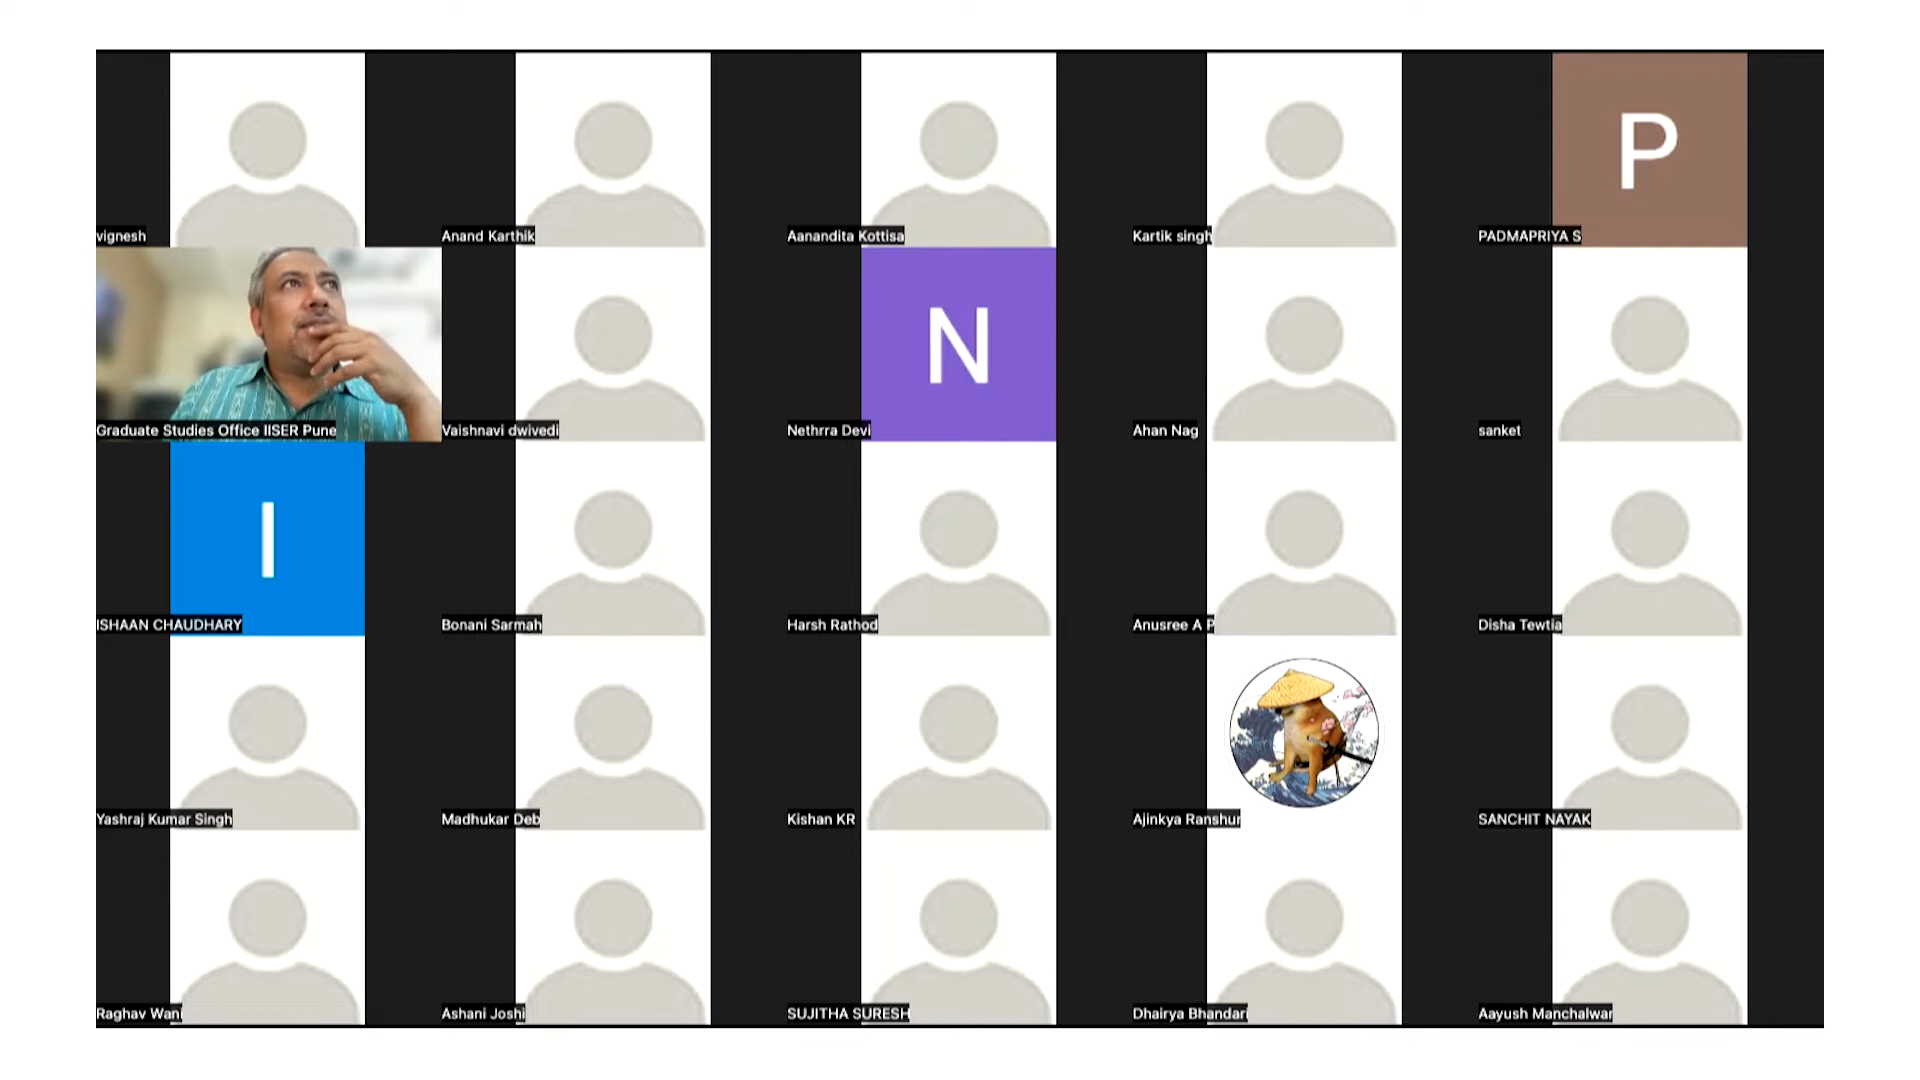 P
vignesh
Anand Karthik
Aanandita Kottisa
Kartik singh
PADMAPRIYA S
N
Graduate Studies Office IISER Pune
Vaishnavi dwivedi
Nethrra Devi
Ahan Nag
sanket
I
ISHAAN CHAUDHARY
Bonani Sarmah
Harsh Rathod
Anusree A P
Disha Tewtia
Yashraj Kumar Singh
Madhukar Deb
Kishan KR
Ajinkya Ranshur
SANCHIT NAYAK
Raghav Wani
Ashani Joshi
SUJITHA SURESH
Dhairya Bhandari
Aayush Manchalwar